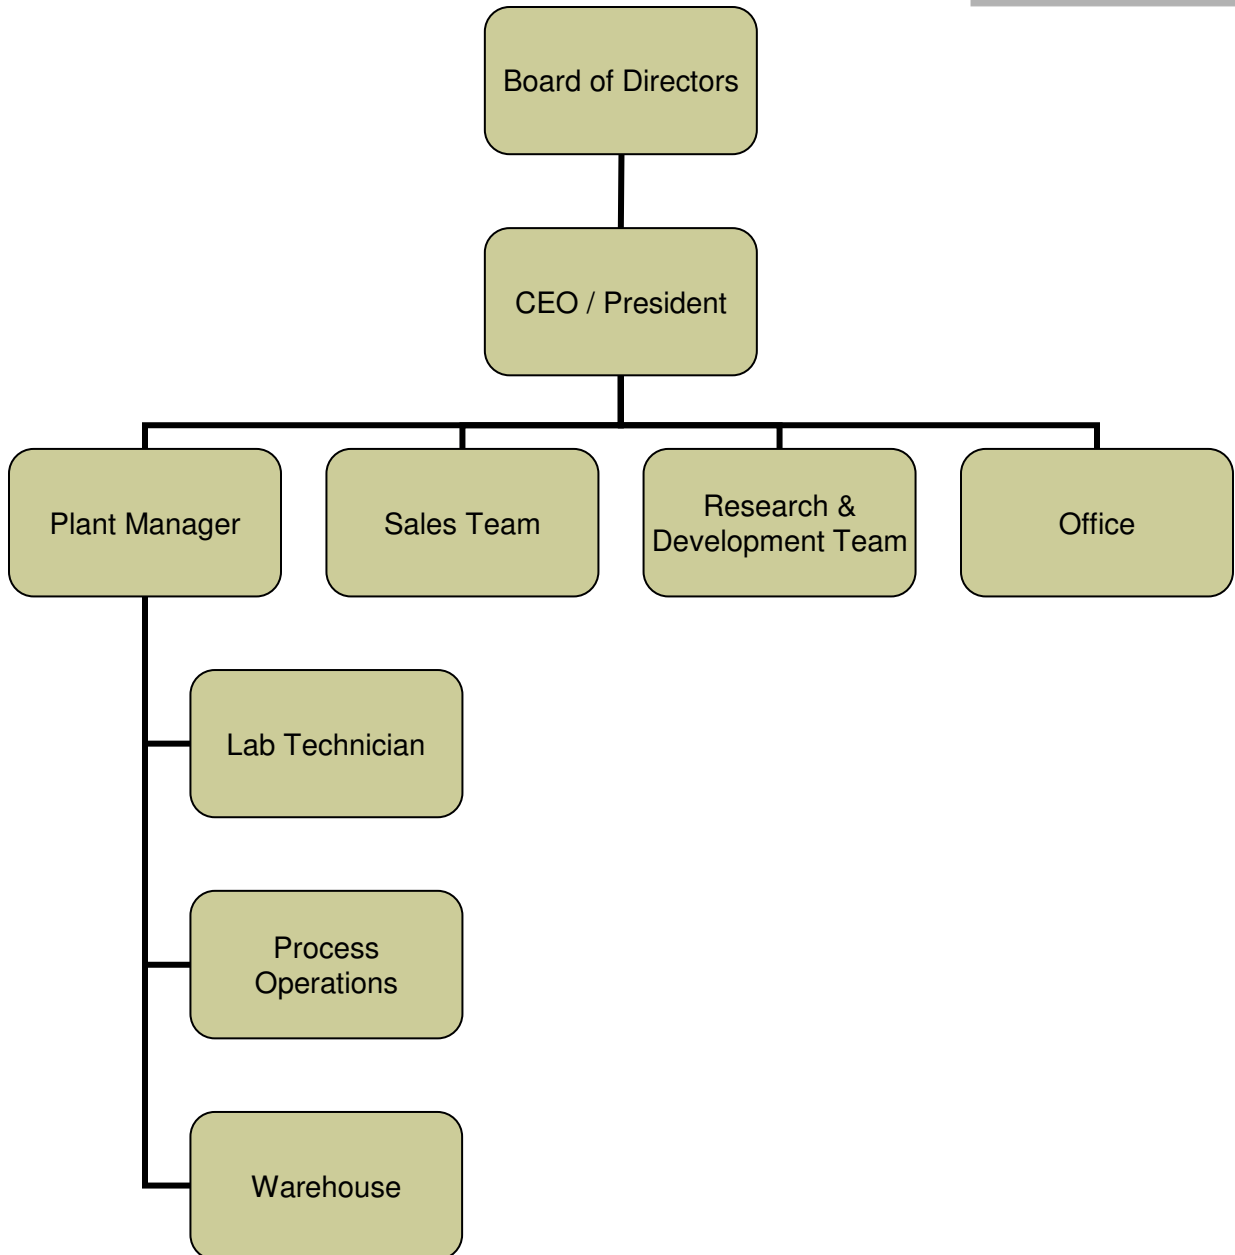 Board of Directors
CEO / President
Plant Manager
Sales Team
Research &
Development Team
Office
Lab Technician
Process
Operations
Warehouse